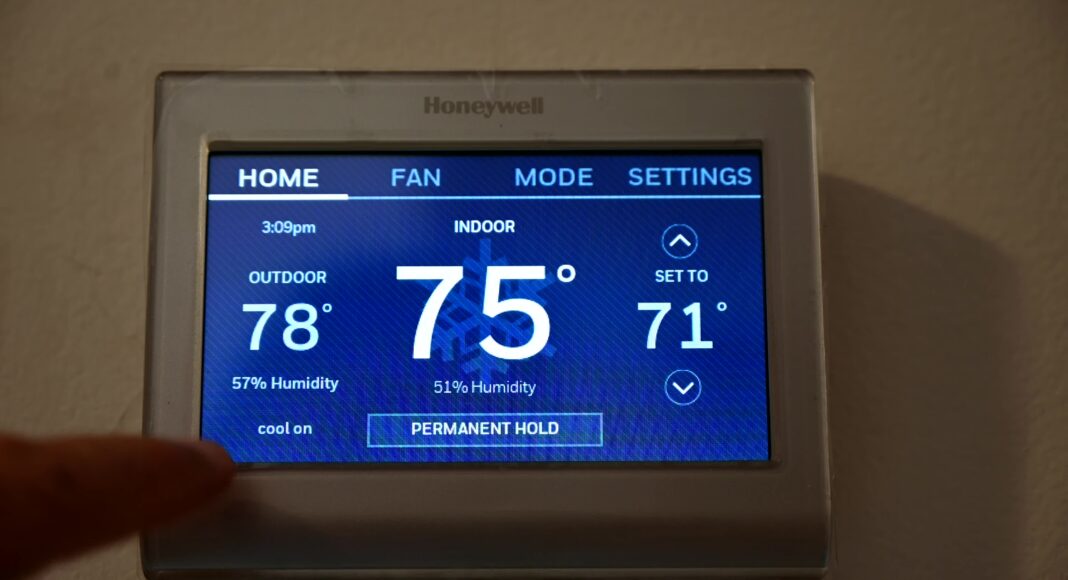 Honeywell
HOME FAN MODE SETTINGS
3:09pm
OUTDOOR
78°
57% Humidity
cool on
INDOOR
75°
51% Humidity
PERMANENT HOLD
SET TO
71°